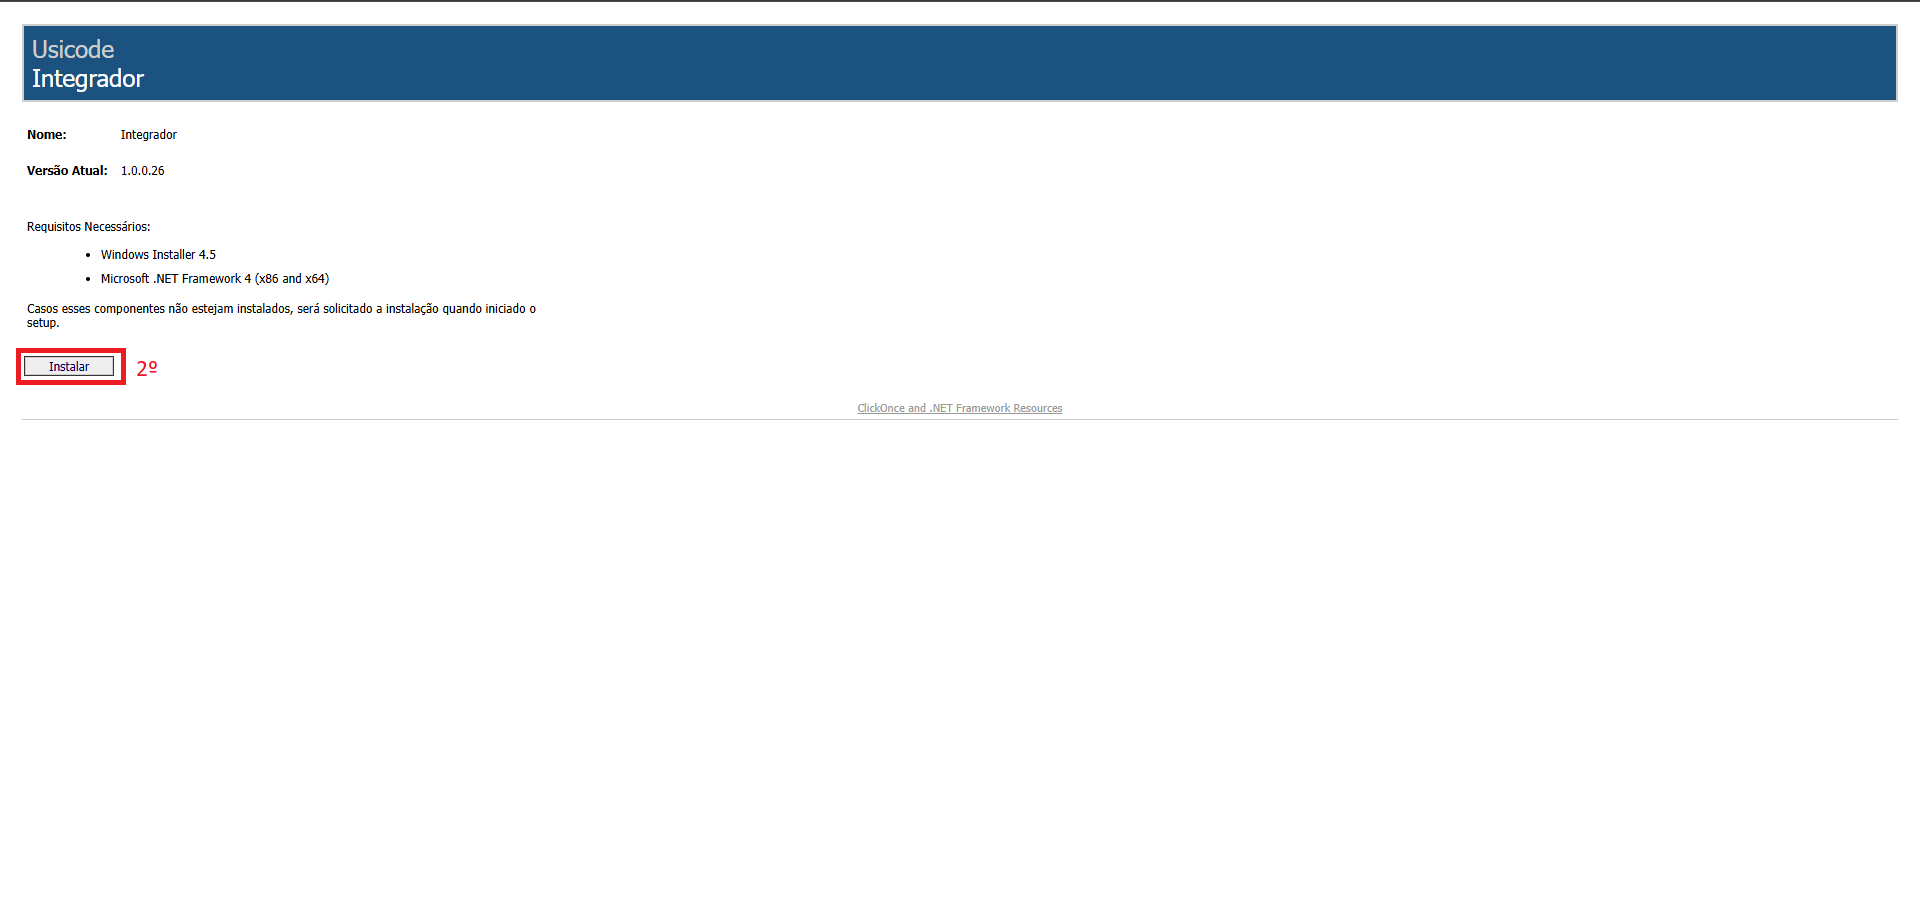 Usicode
Integrador
Nome: Integrador
Versão Atual: 1.0.0.26
Requisitos Necessários:
• Windows Installer 4.5
• Microsoft .NET Framework 4 (x86 and x64)
Casos esses componentes não estejam instalados, será solicitado a instalação quando iniciado o
setup.
Instalar 2º
ClickOnce and .NET Framework Resources